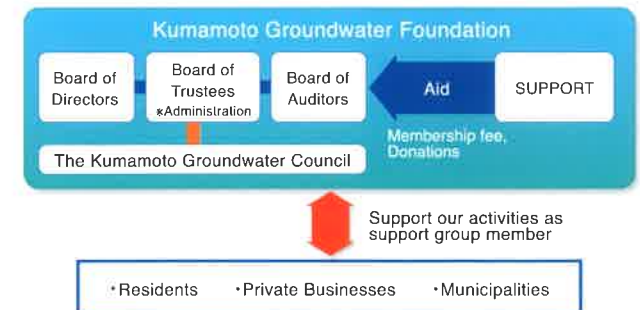 Kumamoto Groundwater Foundation
Board of
Directors
Board of
Trustees
※Administration
Board of
Auditors
Aid
SUPPORT
Membership fee,
Donations
The Kumamoto Groundwater Council
Support our activities as
support group member
・Residents ・Private Businesses ・Municipalities